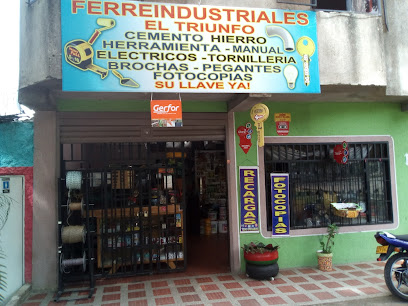 FERREINDUSTRIALES
EL TRIUNFO
CEMENTO HIERRO
HERRAMIENTA - MANUAL
ELECTRICOS - TORNILLERIA
BROCHAS - PEGANTES
FOTOCOPIAS
SU LLAVE YA!
Gerfor
RECARGAS
FOTOCOPIAS